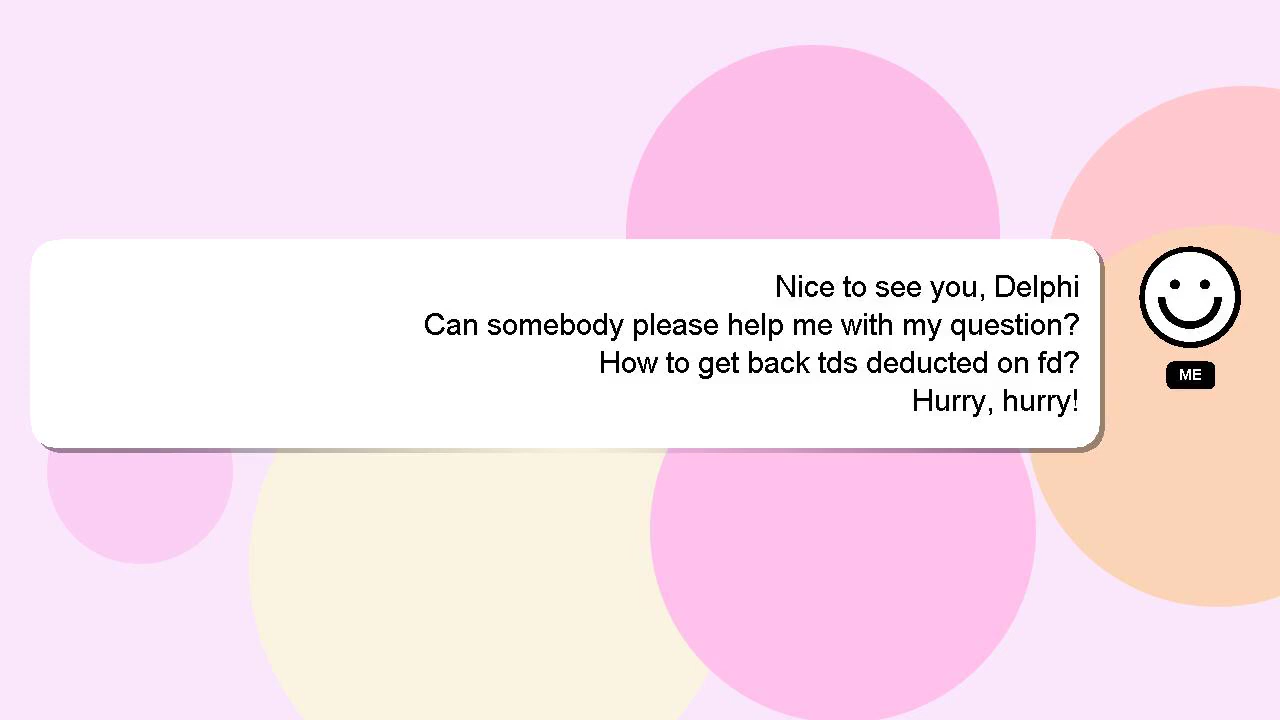 Nice to see you, Delphi
Can somebody please help me with my question?
How to get back tds deducted on fd?
Hurry, hurry!
ME